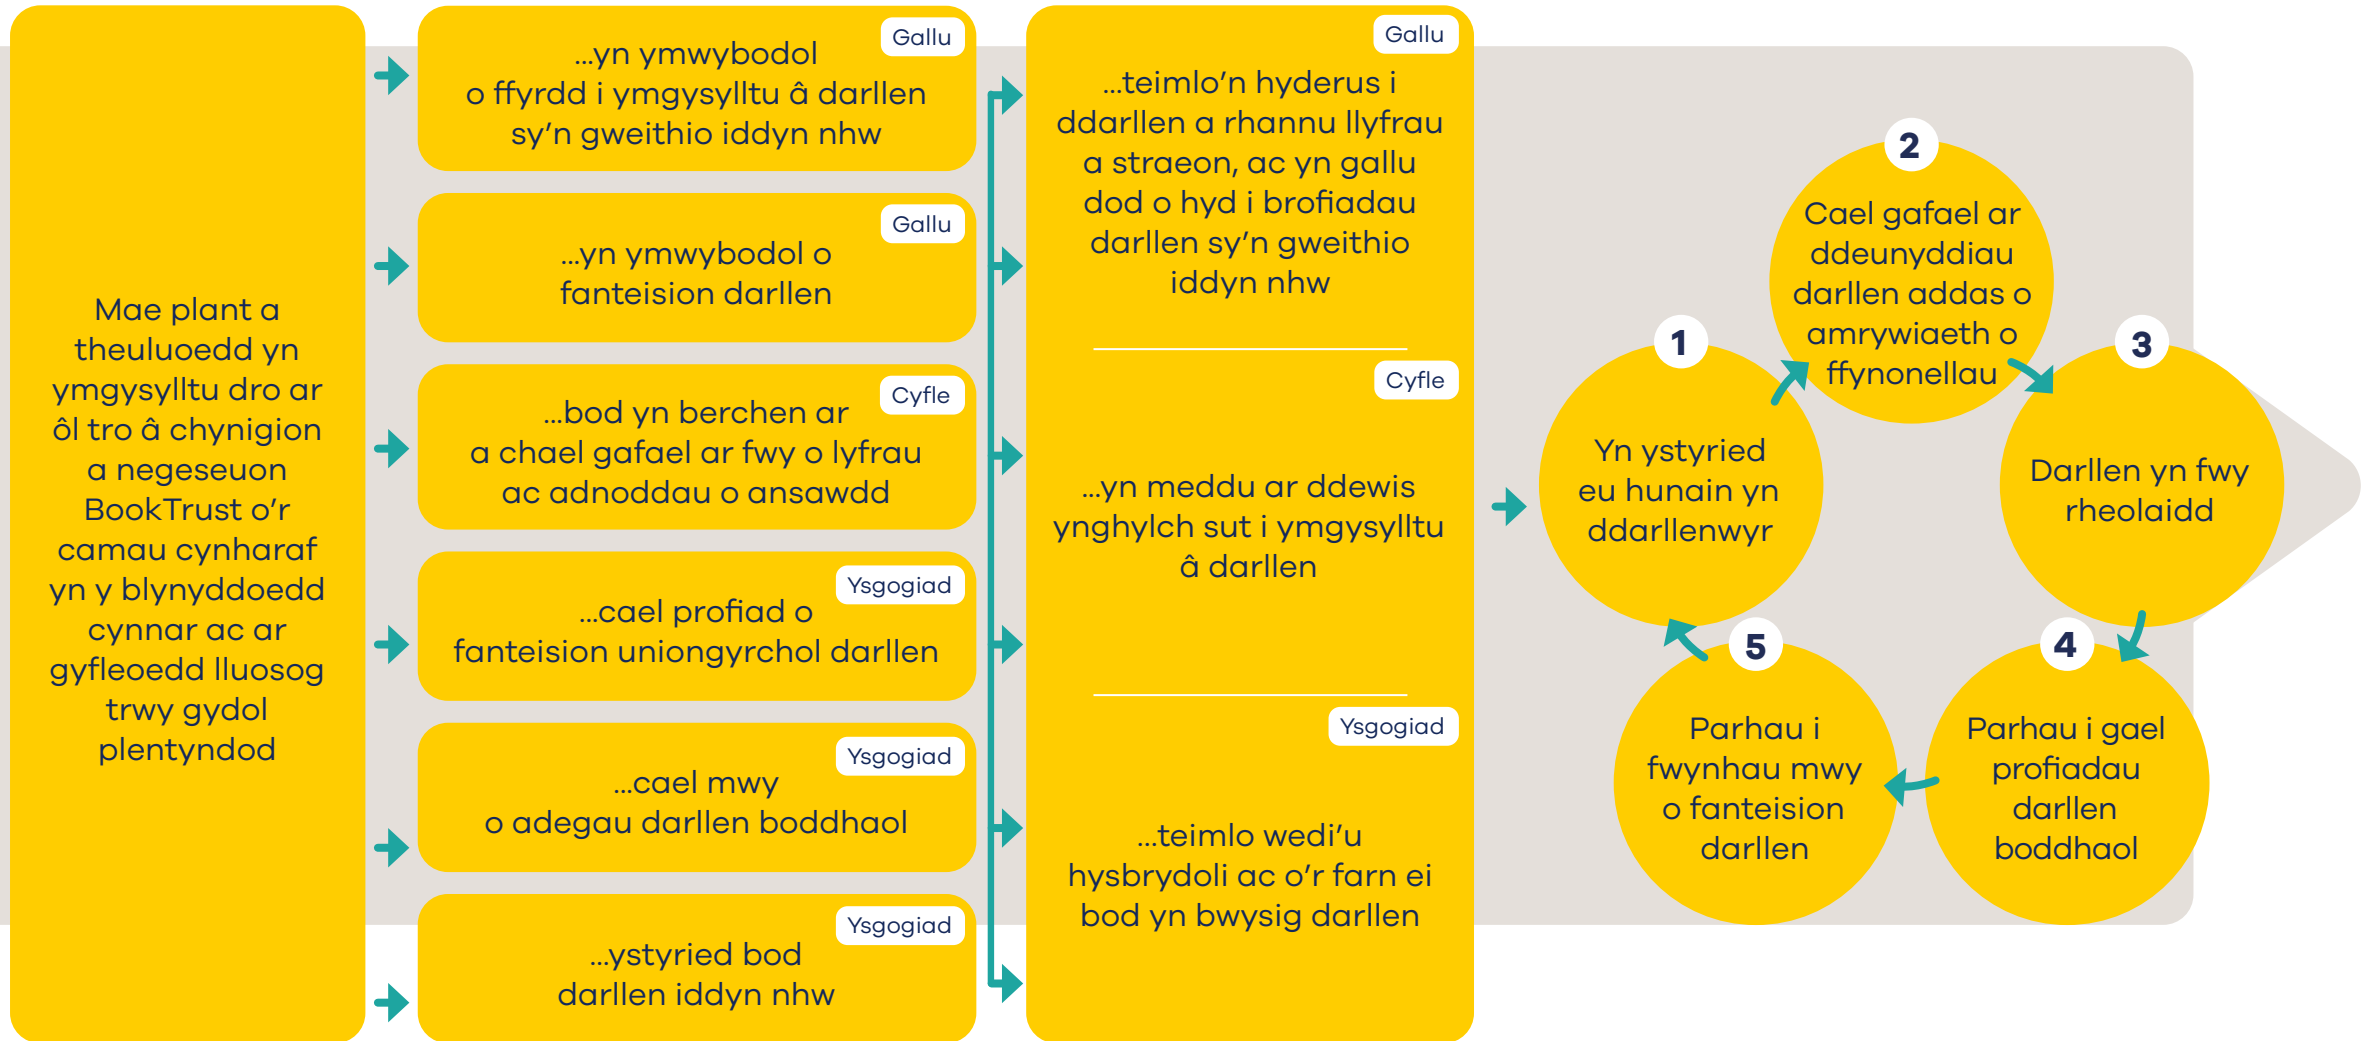 Mae plant a
theuluoedd yn
ymgysylltu dro ar
ôl tro â chynigion
a negeseuon
BookTrust o’r
camau cynharaf
yn y blynyddoedd
cynnar ac ar
gyfleoedd lluosog
trwy gydol
plentyndod
Gallu
...yn ymwybodol
o ffyrdd i ymgysylltu â darllen
sy’n gweithio iddyn nhw
Gallu
...yn ymwybodol o
fanteision darllen
Cyfle
...bod yn berchen ar
a chael gafael ar fwy o lyfrau
ac adnoddau o ansawdd
Ysgogiad
...cael profiad o
fanteision uniongyrchol darllen
Ysgogiad
...cael mwy
o adegau darllen boddhaol
Ysgogiad
...ystyried bod
darllen iddyn nhw
Gallu
...teimlo’n hyderus i
ddarllen a rhannu llyfrau
a straeon, ac yn gallu
dod o hyd i brofiadau
darllen sy’n gweithio
iddyn nhw
Cyfle
...yn meddu ar ddewis
ynghylch sut i ymgysylltu
â darllen
Ysgogiad
...teimlo wedi’u
hysbrydoli ac o’r farn ei
bod yn bwysig darllen
1
Yn ystyried
eu hunain yn
ddarllenwyr
2
Cael gafael ar
ddeunyddiau
darllen addas o
amrywiaeth o
ffynonellau
3
Darllen yn fwy
rheolaidd
4
Parhau i gael
profiadau
darllen
boddhaol
5
Parhau i
fwynhau mwy
o fanteision
darllen